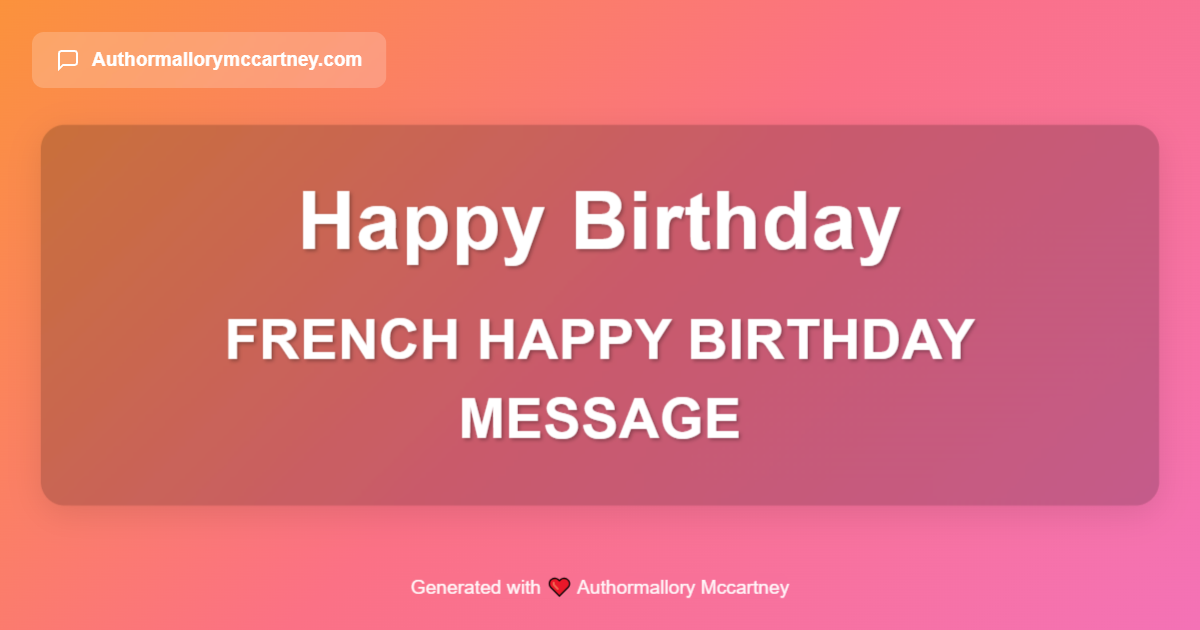 Authormallorymccartney.com
Happy Birthday
FRENCH HAPPY BIRTHDAY
MESSAGE
Generated with ❤️ Authormallory Mccartney